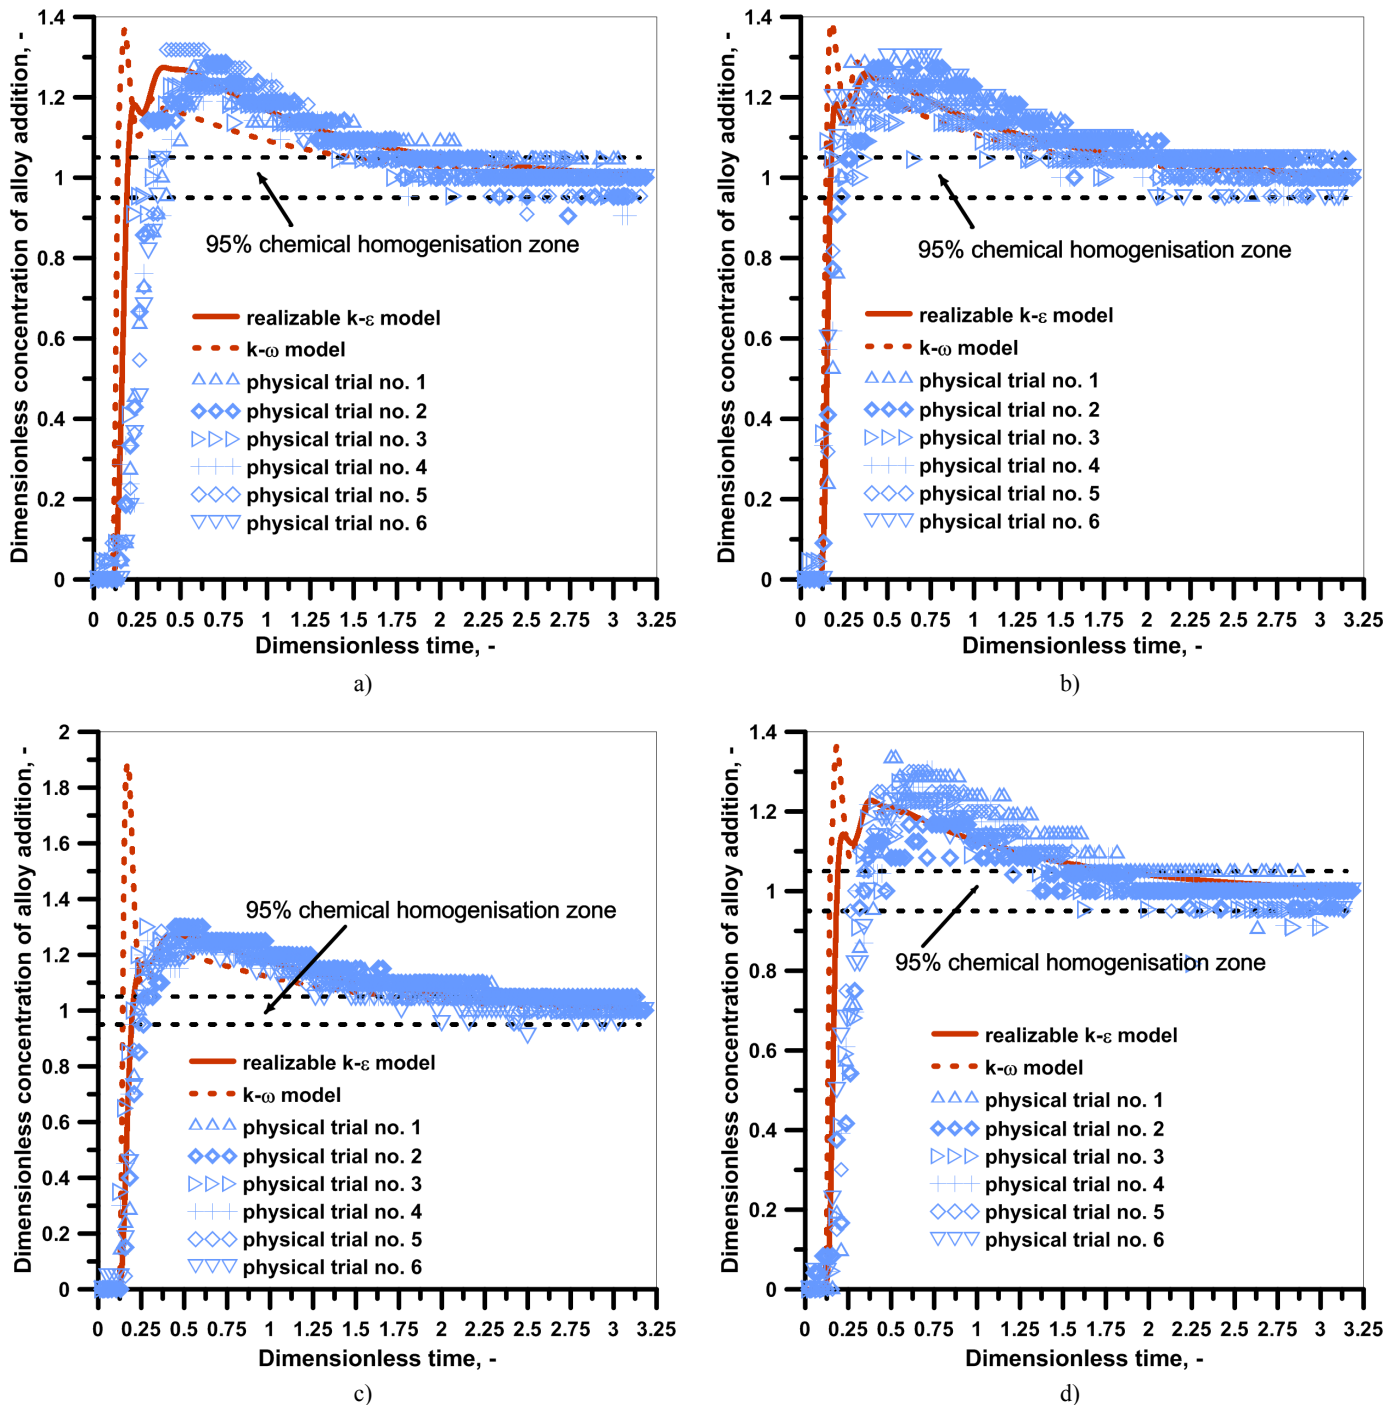 Dimensionless concentration of alloy addition, -
1.4
1.2
1
0.8
0.6
0.4
0.2
0
95% chemical homogenisation zone
realizable k-ε model
k-ω model
physical trial no. 1
physical trial no. 2
physical trial no. 3
physical trial no. 4
physical trial no. 5
physical trial no. 6
0 0.25 0.5 0.75 1 1.25 1.5 1.75 2 2.25 2.5 2.75 3 3.25
Dimensionless time, -
a)
Dimensionless concentration of alloy addition, -
1.4
1.2
1
0.8
0.6
0.4
0.2
0
95% chemical homogenisation zone
realizable k-ε model
k-ω model
physical trial no. 1
physical trial no. 2
physical trial no. 3
physical trial no. 4
physical trial no. 5
physical trial no. 6
0 0.25 0.5 0.75 1 1.25 1.5 1.75 2 2.25 2.5 2.75 3 3.25
Dimensionless time, -
b)
Dimensionless concentration of alloy addition, -
2
1.8
1.6
1.4
1.2
1
0.8
0.6
0.4
0.2
0
95% chemical homogenisation zone
realizable k-ε model
k-ω model
physical trial no. 1
physical trial no. 2
physical trial no. 3
physical trial no. 4
physical trial no. 5
physical trial no. 6
0 0.25 0.5 0.75 1 1.25 1.5 1.75 2 2.25 2.5 2.75 3 3.25
Dimensionless time, -
c)
Dimensionless concentration of alloy addition, -
1.4
1.2
1
0.8
0.6
0.4
0.2
0
95% chemical homogenisation zone
realizable k-ε model
k-ω model
physical trial no. 1
physical trial no. 2
physical trial no. 3
physical trial no. 4
physical trial no. 5
physical trial no. 6
0 0.25 0.5 0.75 1 1.25 1.5 1.75 2 2.25 2.5 2.75 3 3.25
Dimensionless time, -
d)